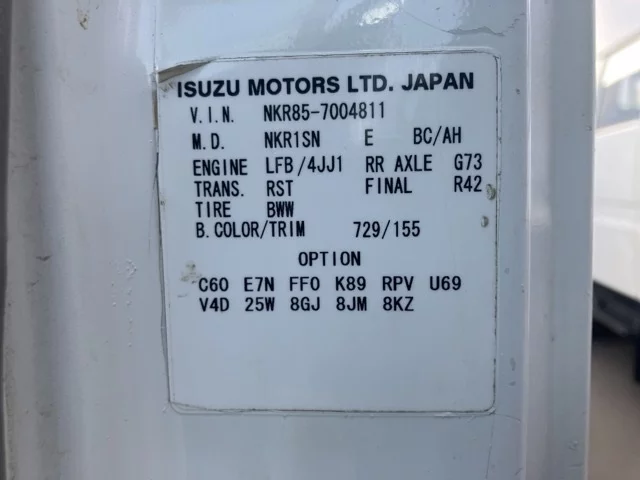 ISUZU MOTORS LTD. JAPAN
V.I.N. NKR85-7004811
M.D. NKR1SN E BC/AH
ENGINE LFB/4JJ1 RR AXLE G73
TRANS. RST FINAL R42
TIRE BWW
B.COLOR/TRIM 729/155
OPTION
C60 E7N FF0 K89 RPV U69
V4D 25W 8GJ 8JM 8KZ